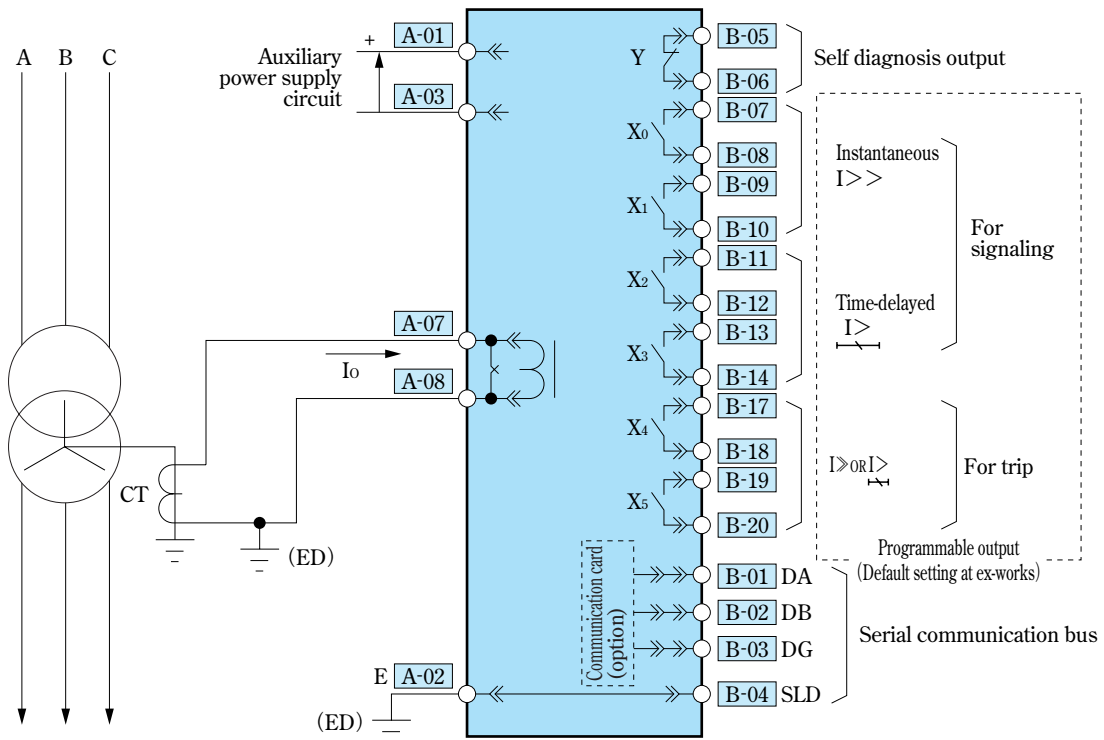 A B C
Auxiliary
power supply
circuit
+
A-01
A-03
A-07
I0
A-08
CT
(ED)
E A-02
(ED)
Y
X0
X1
X2
X3
X4
X5
Communication card
(option)
B-05
B-06
B-07
B-08
B-09
B-10
B-11
B-12
B-13
B-14
B-17
B-18
B-19
B-20
B-01 DA
B-02 DB
B-03 DG
B-04 SLD
Self diagnosis output
Instantaneous
I>>
For
signaling
Time-delayed
I>
I≫ORI>
For trip
Programmable output
(Default setting at ex-works)
Serial communication bus